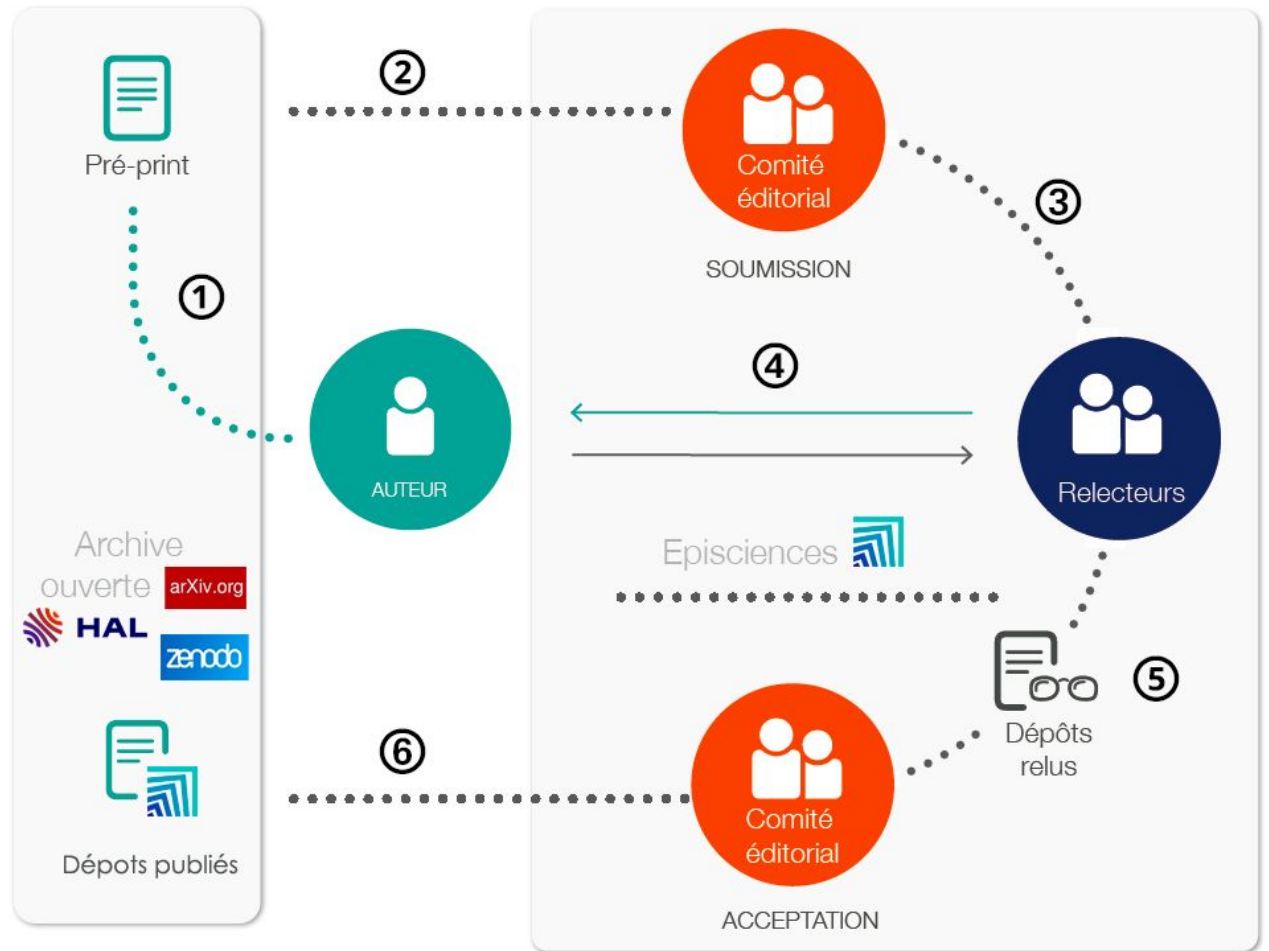 ②
Pré-print
Comité
éditorial
SOUMISSION
③
①
④
AUTEUR
Relecteurs
Episciences
Archive
ouverte
arXiv.org
HAL
zenodo
⑤
Dépôts
relus
⑥
Comité
éditorial
Dépots publiés
ACCEPTATION